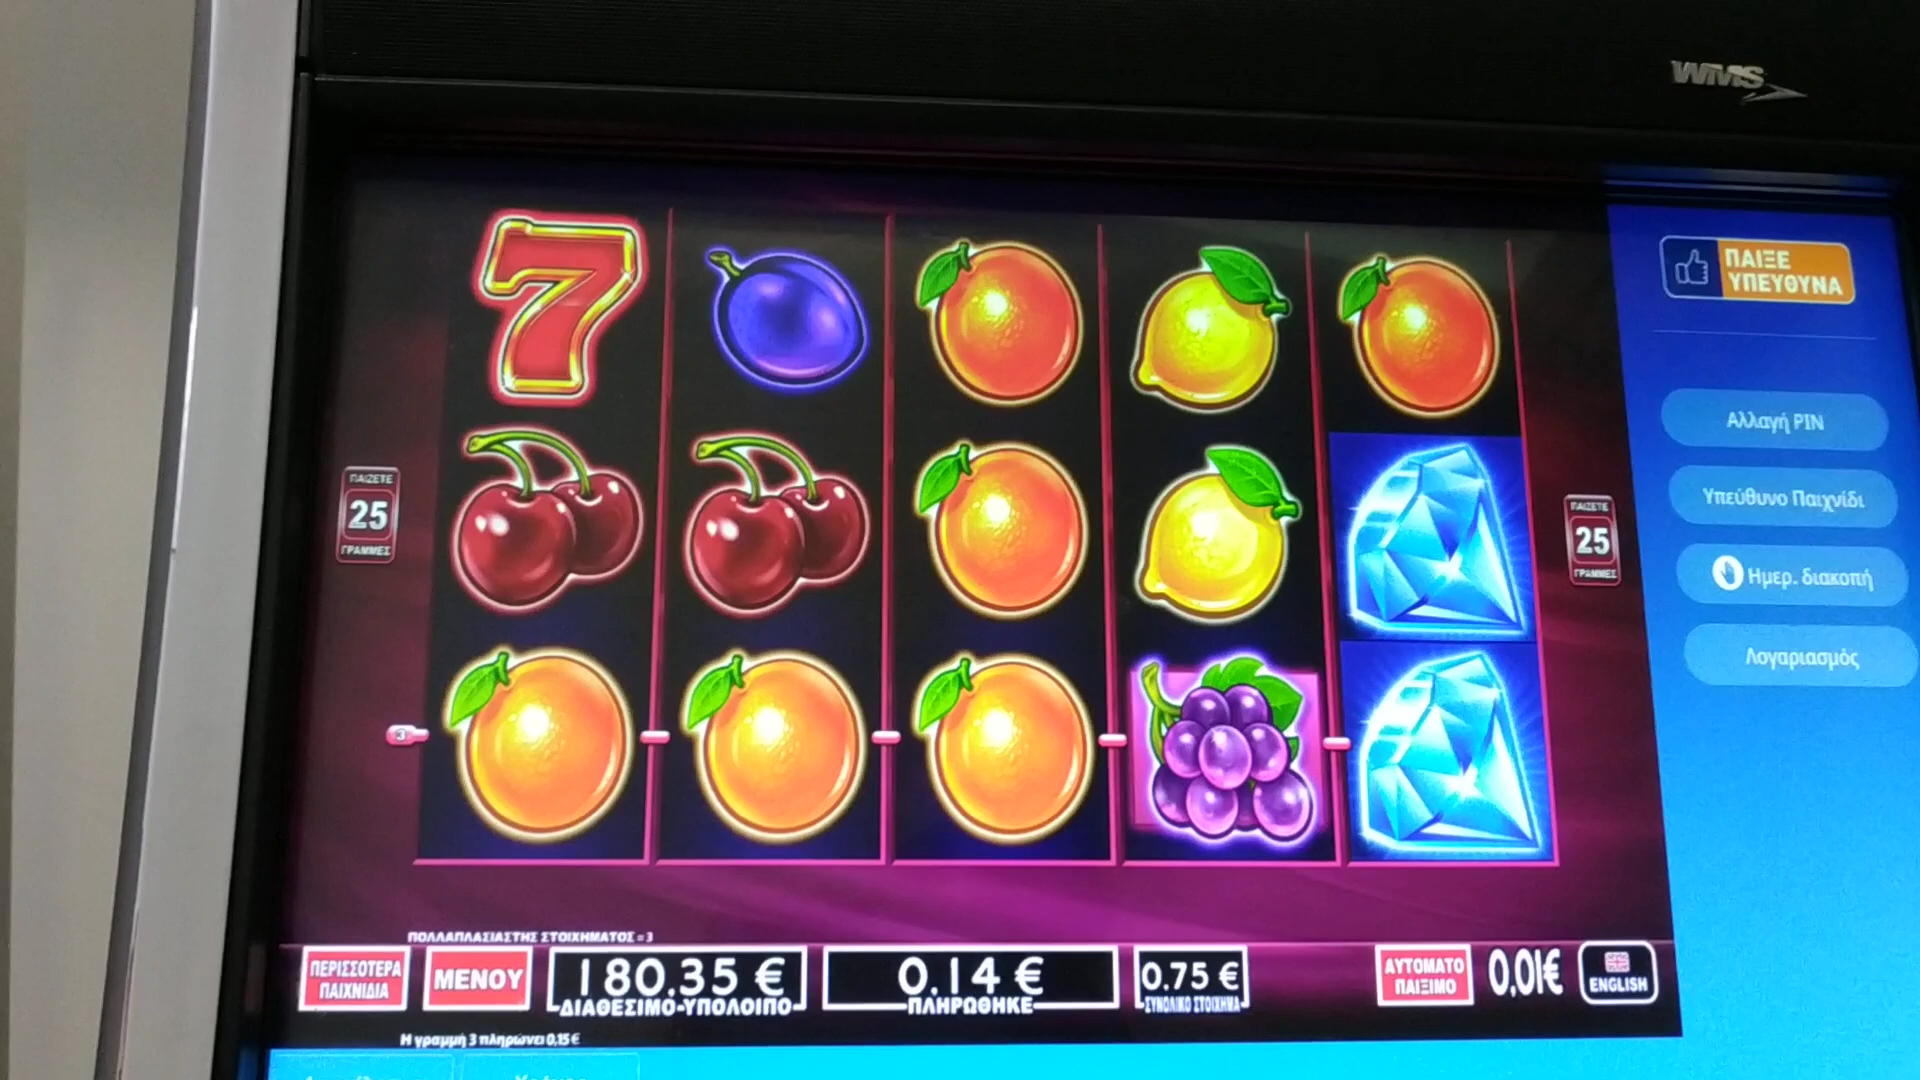 WMS
ΠΑΙΞΕ
ΥΠΕΥΘΥΝΑ
Αλλαγή PIN
Υπεύθυνο Παιχνίδι
Ημερ. διακοπή
Λογαριασμός
ΠΑΙΖΕΤΕ
25
ΓΡΑΜΜΕΣ
ΠΑΙΖΕΤΕ
25
ΓΡΑΜΜΕΣ
3
ΠΟΛΛΑΠΛΑΣΙΑΣΤΗΣ ΣΤΟΙΧΗΜΑΤΟΣ = 3
ΠΕΡΙΣΣΟΤΕΡΑ
ΠΑΙΧΝΙΔΙΑ
ΜΕΝΟΥ
180.35 €
ΔΙΑΘΕΣΙΜΟ-ΥΠΟΛΟΙΠΟ
0.14 €
ΠΛΗΡΩΘΗΚΕ
0.75 €
ΣΥΝΟΛΙΚΟ ΣΤΟΙΧΗΜΑ
ΑΥΤΟΜΑΤΟ
ΠΑΙΞΙΜΟ
0,01€
ENGLISH
Η γραμμή 3 πληρώνει 0,15 €